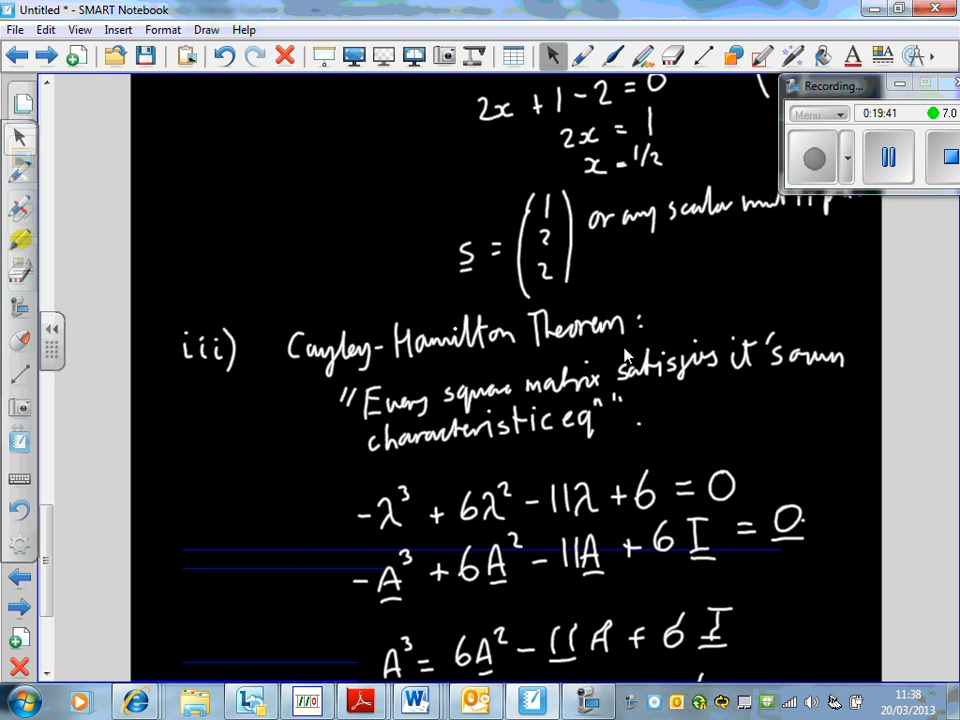 Untitled * - SMART Notebook
File Edit View Insert Format Draw Help
Recording...
Menu 0:19:41 7.0
2x + 1 - 2 = 0
2x = 1
x = 1/2
s = (1 2 2) or any scalar
iii) Cayley-Hamilton Theorem:
"Every square matrix satisfies it's own
characteristic eqⁿ".
-λ³ + 6λ² - 11λ + 6 = 0
-A³ + 6A² - 11A + 6I = 0
A³ = 6A² - 11A + 6I
11:38
20/03/2013